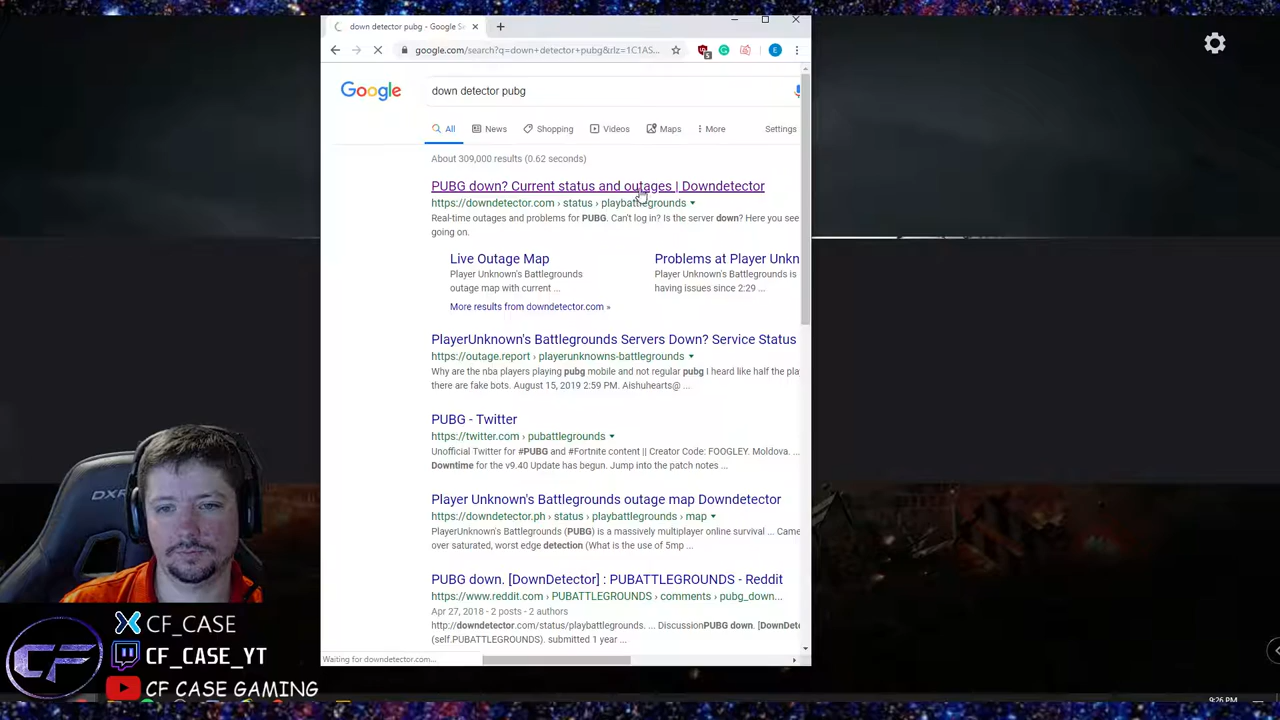 down detector pubg - Google Se
google.com/search?q=down+detector+pubg&rlz=1C1AS...
5
E
Google
down detector pubg
All
News
Shopping
Videos
Maps
More
Settings
About 309,000 results (0.62 seconds)
PUBG down? Current status and outages | Downdetector
https://downdetector.com › status › playbattlegrounds
Real-time outages and problems for PUBG. Can't log in? Is the server down? Here you see
going on.
Live Outage Map
Player Unknown's Battlegrounds
outage map with current ...
Problems at Player Unkn
Player Unknown's Battlegrounds is
having issues since 2:29 ...
More results from downdetector.com »
PlayerUnknown's Battlegrounds Servers Down? Service Status
https://outage.report › playerunknowns-battlegrounds
Why are the nba players playing pubg mobile and not regular pubg I heard like half the pla
there are fake bots. August 15, 2019 2:59 PM. Aishuhearts@ ...
PUBG - Twitter
https://twitter.com › pubattlegrounds
Unofficial Twitter for #PUBG and #Fortnite content || Creator Code: FOOGLEY. Moldova. ...
Downtime for the v9.40 Update has begun. Jump into the patch notes ...
Player Unknown's Battlegrounds outage map Downdetector
https://downdetector.ph › status › playbattlegrounds › map
PlayerUnknown's Battlegrounds (PUBG) is a massively multiplayer online survival ... Came
over saturated, worst edge detection (What is the use of 5mp ...
PUBG down. [DownDetector] : PUBATTLEGROUNDS - Reddit
https://www.reddit.com › PUBATTLEGROUNDS › comments › pubg_down...
Apr 27, 2018 - 2 posts - 2 authors
http://downdetector.com/status/playbattlegrounds. ... DiscussionPUBG down. [DownDete
(self.PUBATTLEGROUNDS). submitted 1 year ...
Waiting for downdetector.com...
DXR
CF
CF_CASE
CF_CASE_YT
CF CASE GAMING
9:26 PM